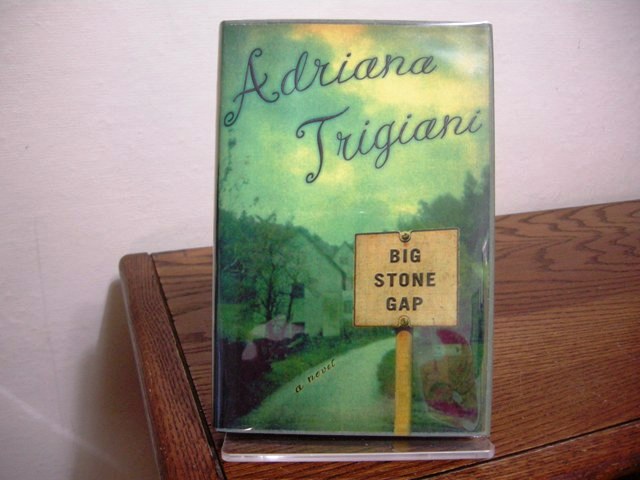 Adriana
Trigiani
BIG
STONE
GAP
a novel